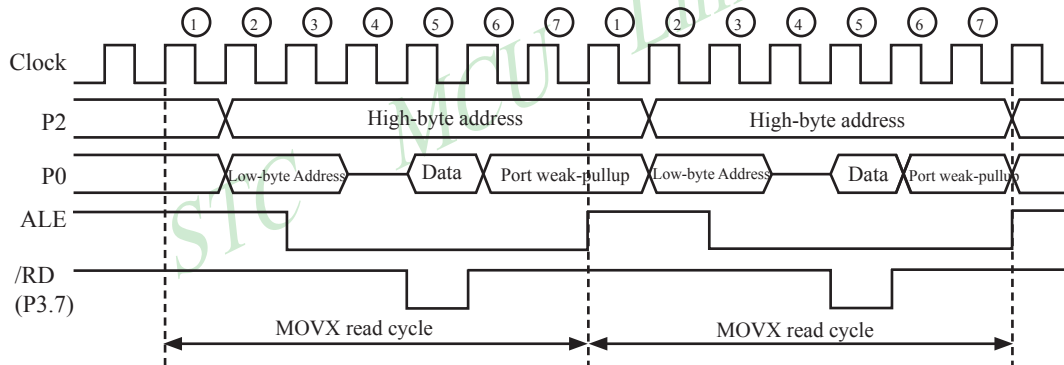 1 2 3 4 5 6 7 1 2 3 4 5 6 7
Clock
P2 High-byte address High-byte address
P0 Low-byte Address Data Port weak-pullup Low-byte Address Data Port weak-pullup
ALE
/RD
(P3.7)
MOVX read cycle MOVX read cycle
STC MCU